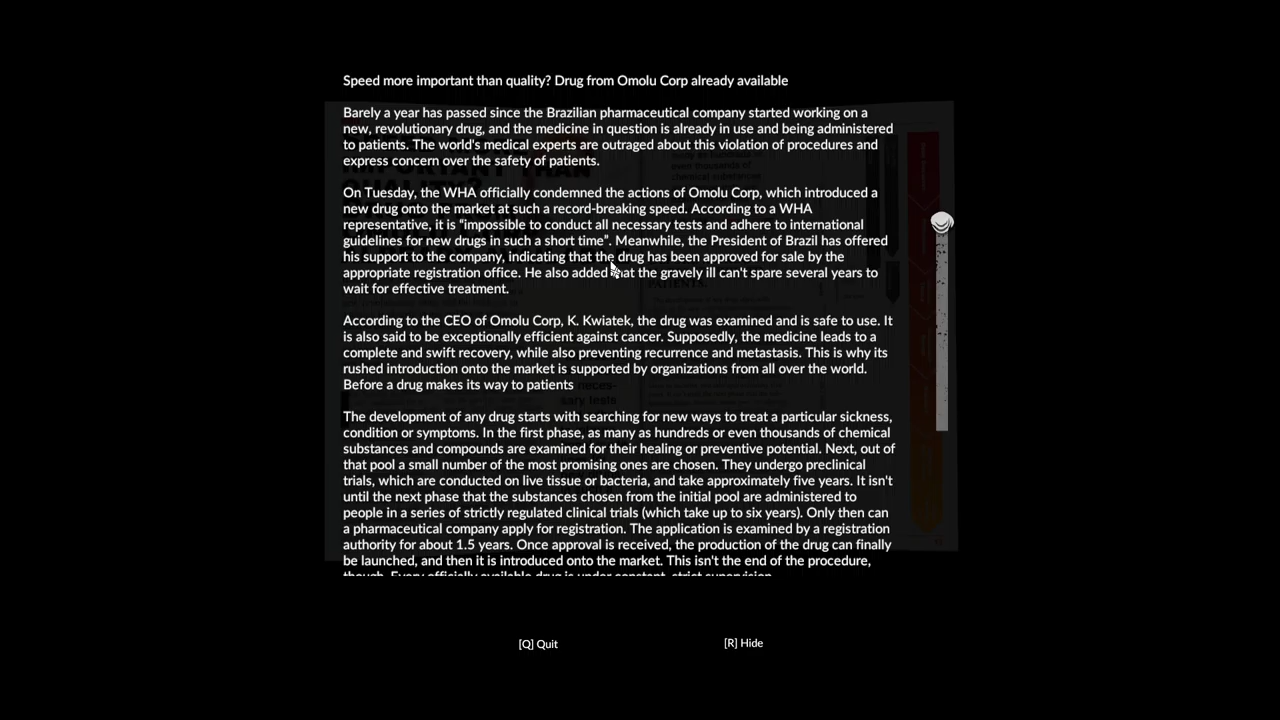 Speed more important than quality? Drug from Omolu Corp already available
Barely a year has passed since the Brazilian pharmaceutical company started working on a
new, revolutionary drug, and the medicine in question is already in use and being administered
to patients. The world's medical experts are outraged about this violation of procedures and
express concern over the safety of patients.
On Tuesday, the WHA officially condemned the actions of Omolu Corp, which introduced a
new drug onto the market at such a record-breaking speed. According to a WHA
representative, it is "impossible to conduct all necessary tests and adhere to international
guidelines for new drugs in such a short time". Meanwhile, the President of Brazil has offered
his support to the company, indicating that the drug has been approved for sale by the
appropriate registration office. He also added that the gravely ill can't spare several years to
wait for effective treatment.
According to the CEO of Omolu Corp, K. Kwiatek, the drug was examined and is safe to use. It
is also said to be exceptionally efficient against cancer. Supposedly, the medicine leads to a
complete and swift recovery, while also preventing recurrence and metastasis. This is why its
rushed introduction onto the market is supported by organizations from all over the world.
Before a drug makes its way to patients
The development of any drug starts with searching for new ways to treat a particular sickness,
condition or symptoms. In the first phase, as many as hundreds or even thousands of chemical
substances and compounds are examined for their healing or preventive potential. Next, out of
that pool a small number of the most promising ones are chosen. They undergo preclinical
trials, which are conducted on live tissue or bacteria, and take approximately five years. It isn't
until the next phase that the substances chosen from the initial pool are administered to
people in a series of strictly regulated clinical trials (which take up to six years). Only then can
a pharmaceutical company apply for registration. The application is examined by a registration
authority for about 1.5 years. Once approval is received, the production of the drug can finally
be launched, and then it is introduced onto the market. This isn't the end of the procedure,
though. Every officially available drug is under constant, strict supervision.
[Q] Quit
[R] Hide